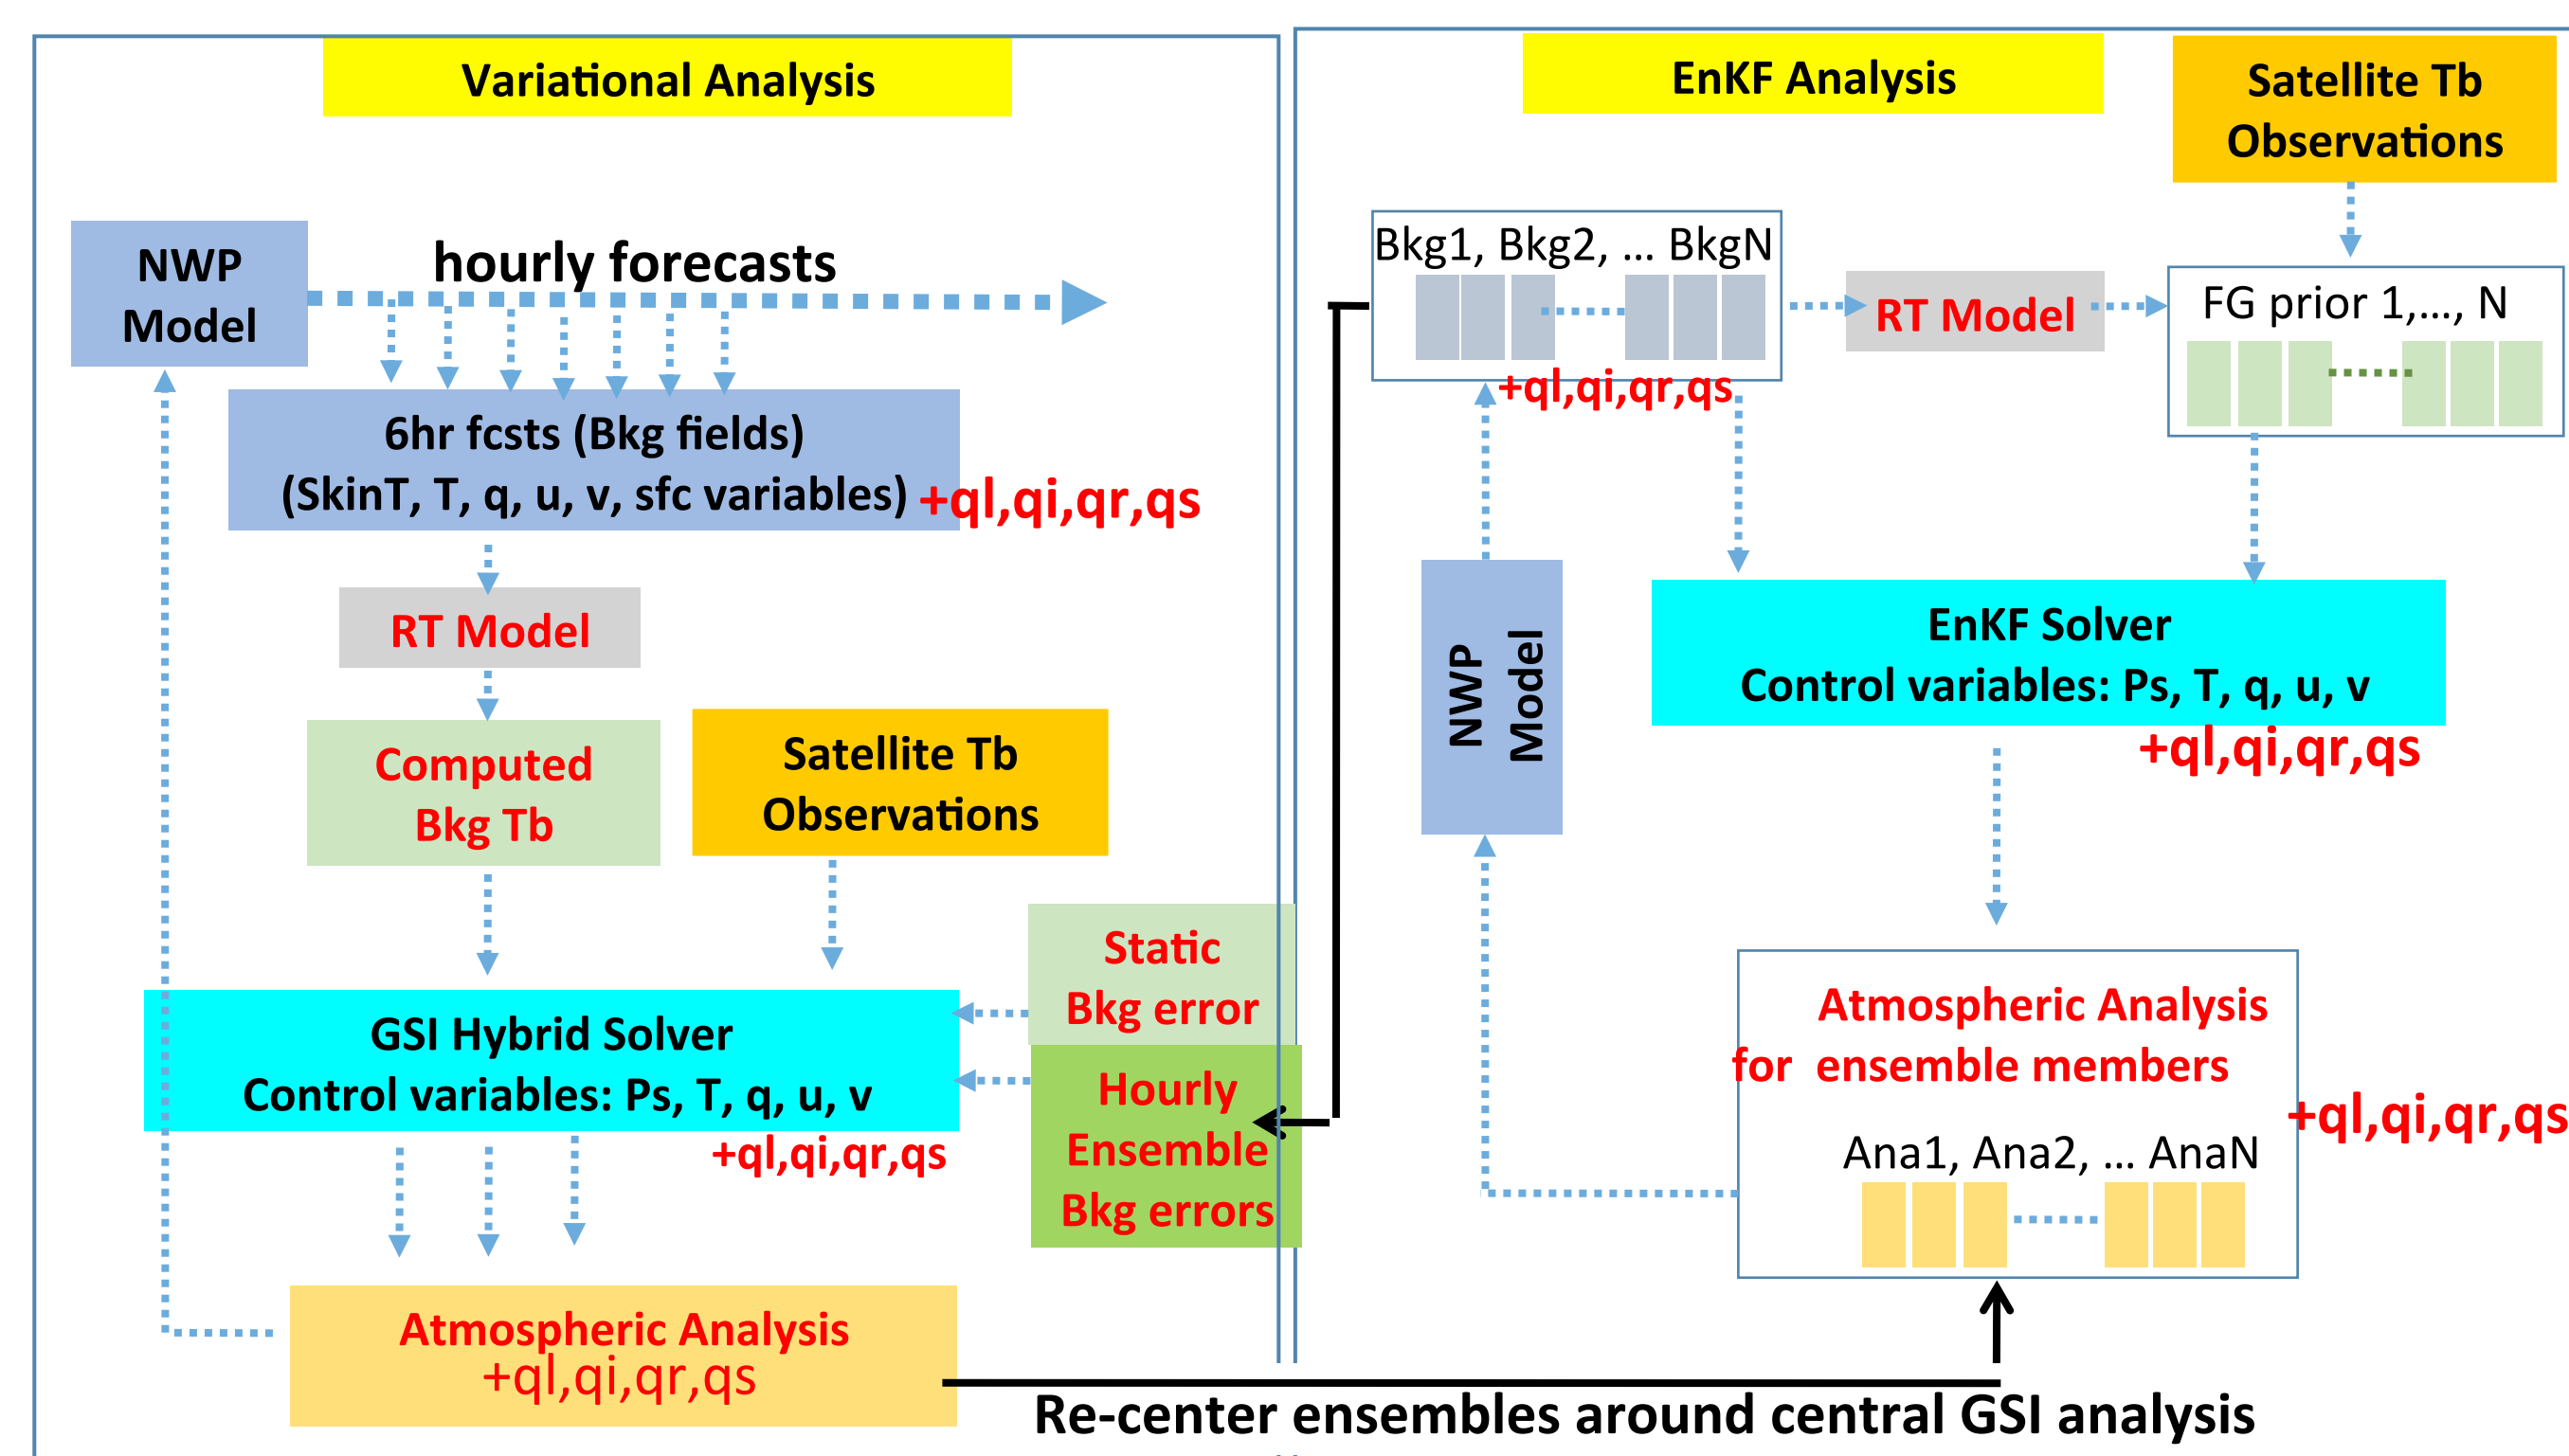 Variational Analysis
NWP
Model
hourly forecasts
6hr fcsts (Bkg fields)
(SkinT, T, q, u, v, sfc variables) +ql,qi,qr,qs
RT Model
Computed
Bkg Tb
Satellite Tb
Observations
Static
Bkg error
Hourly
Ensemble
Bkg errors
GSI Hybrid Solver
Control variables: Ps, T, q, u, v
+ql,qi,qr,qs
Atmospheric Analysis
+ql,qi,qr,qs
EnKF Analysis
Satellite Tb
Observations
Bkg1, Bkg2, ... BkgN
+ql,qi,qr,qs
RT Model
FG prior 1,..., N
NWP
Model
EnKF Solver
Control variables: Ps, T, q, u, v
+ql,qi,qr,qs
Atmospheric Analysis
for ensemble members
+ql,qi,qr,qs
Ana1, Ana2, ... AnaN
Re-center ensembles around central GSI analysis